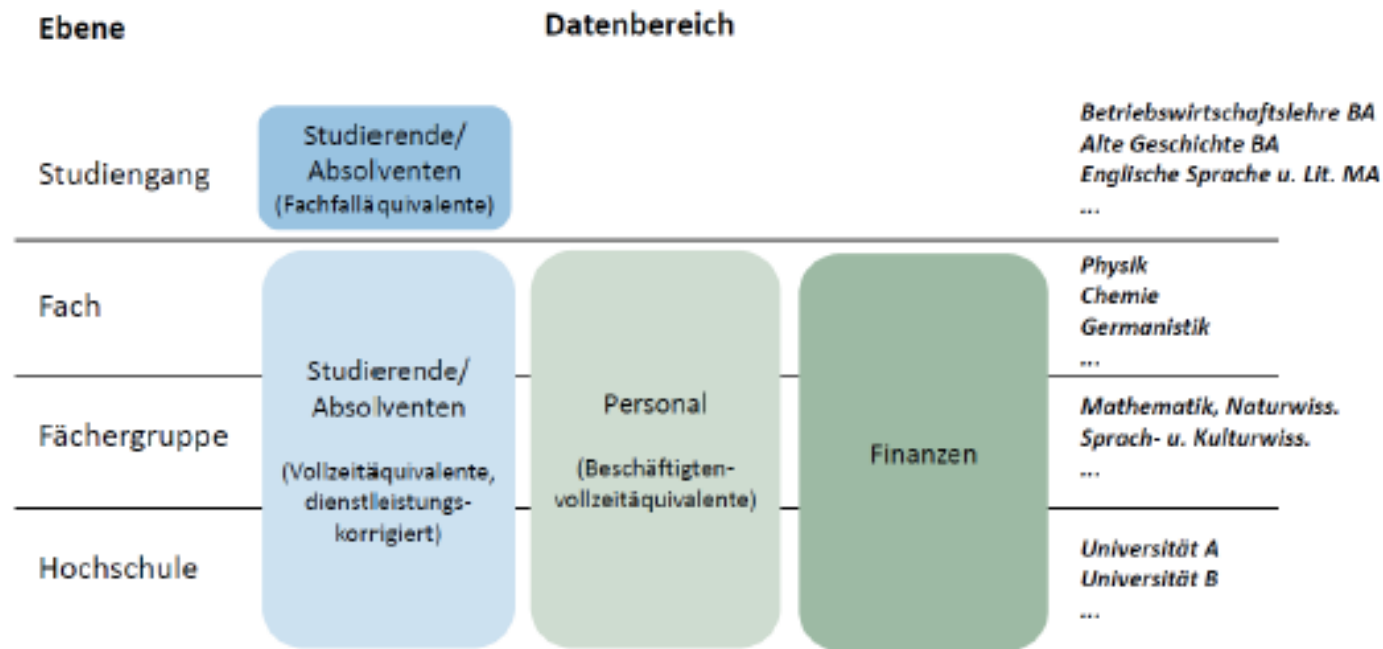 Ebene
Datenbereich
Studiengang
Studierende/
Absolventen
(Fachfalläquivalente)
Betriebswirtschaftslehre BA
Alte Geschichte BA
Englische Sprache u. Lit. MA
...
Fach
Physik
Chemie
Germanistik
...
Studierende/
Absolventen
(Vollzeitäquivalente,
dienstleistungs-
korrigiert)
Personal
(Beschäftigten-
vollzeitäquivalente)
Finanzen
Fächergruppe
Mathematik, Naturwiss.
Sprach- u. Kulturwiss.
...
Hochschule
Universität A
Universität B
...